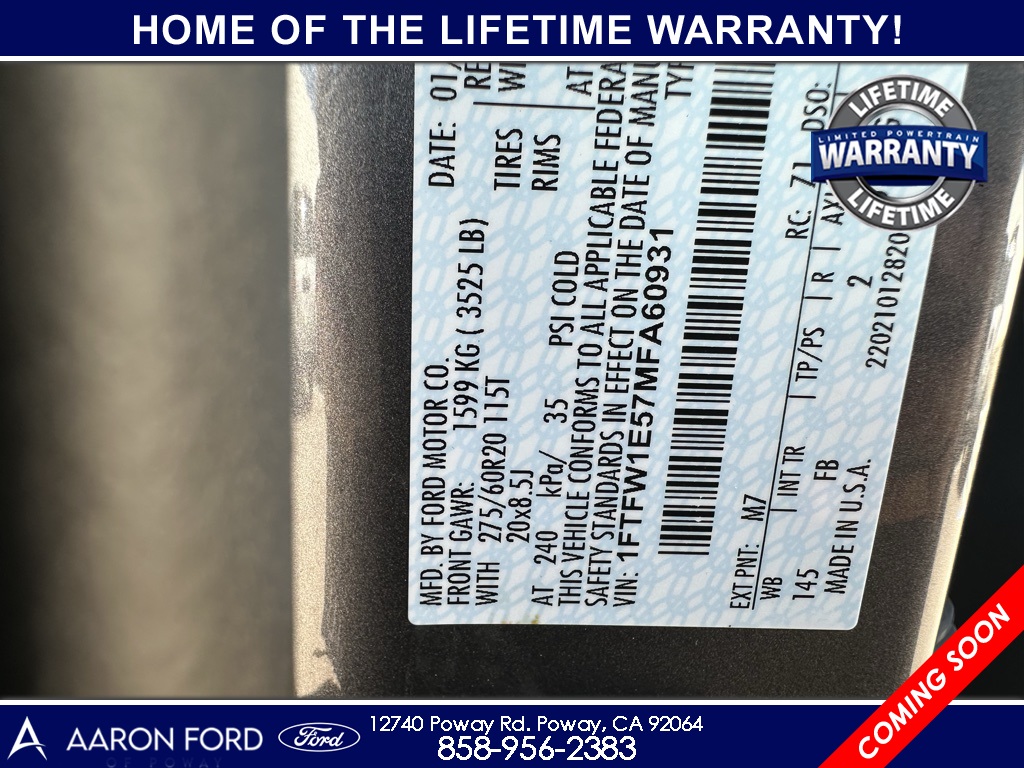 HOME OF THE LIFETIME WARRANTY!
LIFETIME
LIMITED POWERTRAIN
WARRANTY
LIFETIME
MFD. BY FORD MOTOR CO.
DATE: 01/
FRONT GAWR: 1599 KG ( 3525 LB)
WITH 275/60R20 115T TIRES
20x8.5J RIMS
AT 240 kPa/ 35 PSI COLD
AT
THIS VEHICLE CONFORMS TO ALL APPLICABLE
SAFETY STANDARDS IN EFFECT ON THE DATE OF
VIN: 1FTFW1E57MFA60931
EXT PNT: M7 RC: 71 DSO:
WB INT TR TP/PS R
145 FB 2
MADE IN U.S.A.
COMING SOON
AARON FORD
OF POWAY
Ford
12740 Poway Rd. Poway, CA 92064
858-956-2383